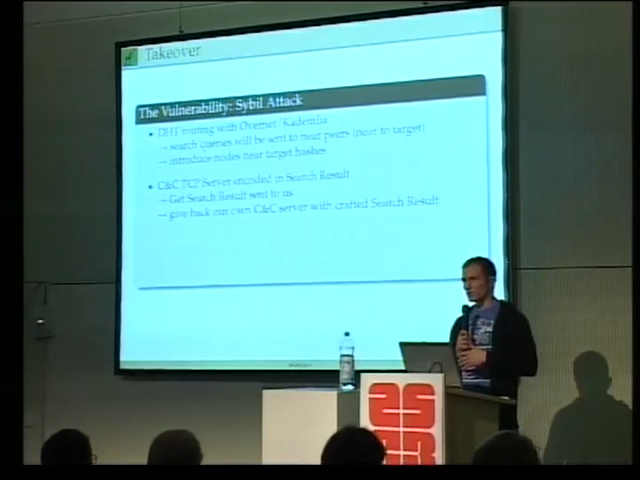 Takeover
The Vulnerability: Sybil Attack
• DHT routing with Overnet/Kademlia
→ search queries will be sent to near peers (near to target)
→ introduce nodes near target hashes
• C&C TCP Server encoded in Search Result
→ Get Search Result sent to us
→ give back our own C&C server with crafted Search Result